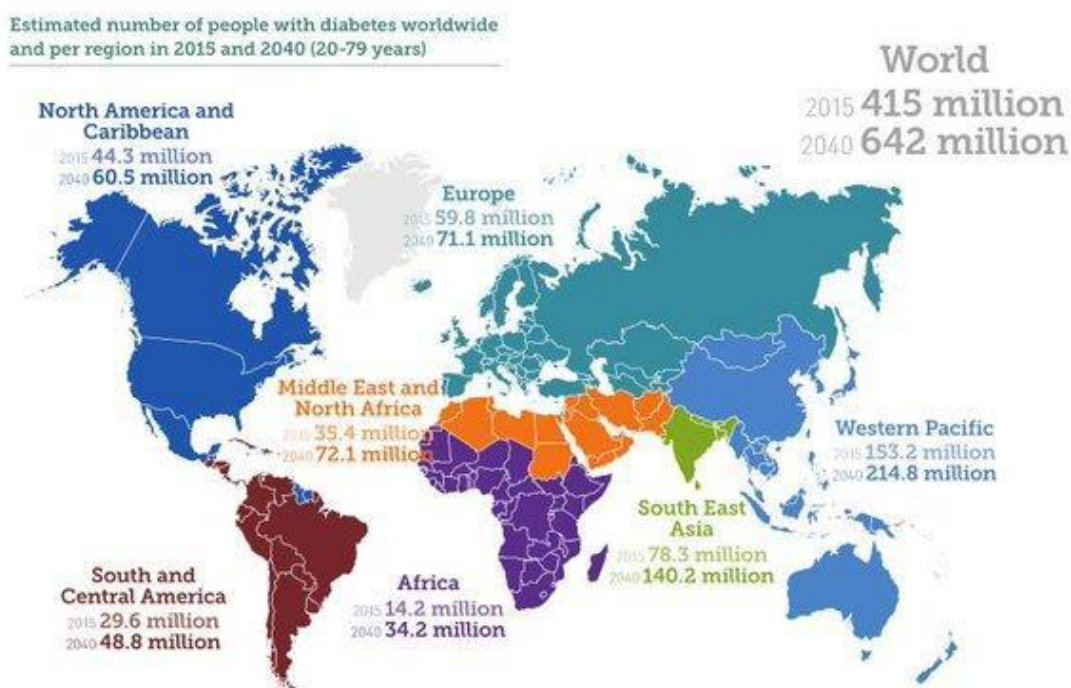 Estimated number of people with diabetes worldwide
and per region in 2015 and 2040 (20-79 years)
World
2015 415 million
2040 642 million
North America and
Caribbean
2015 44.3 million
2040 60.5 million
Europe
2015 59.8 million
2040 71.1 million
Middle East and
North Africa
2015 35.4 million
2040 72.1 million
Western Pacific
2015 153.2 million
2040 214.8 million
South East
Asia
2015 78.3 million
2040 140.2 million
South and
Central America
2015 29.6 million
2040 48.8 million
Africa
2015 14.2 million
2040 34.2 million